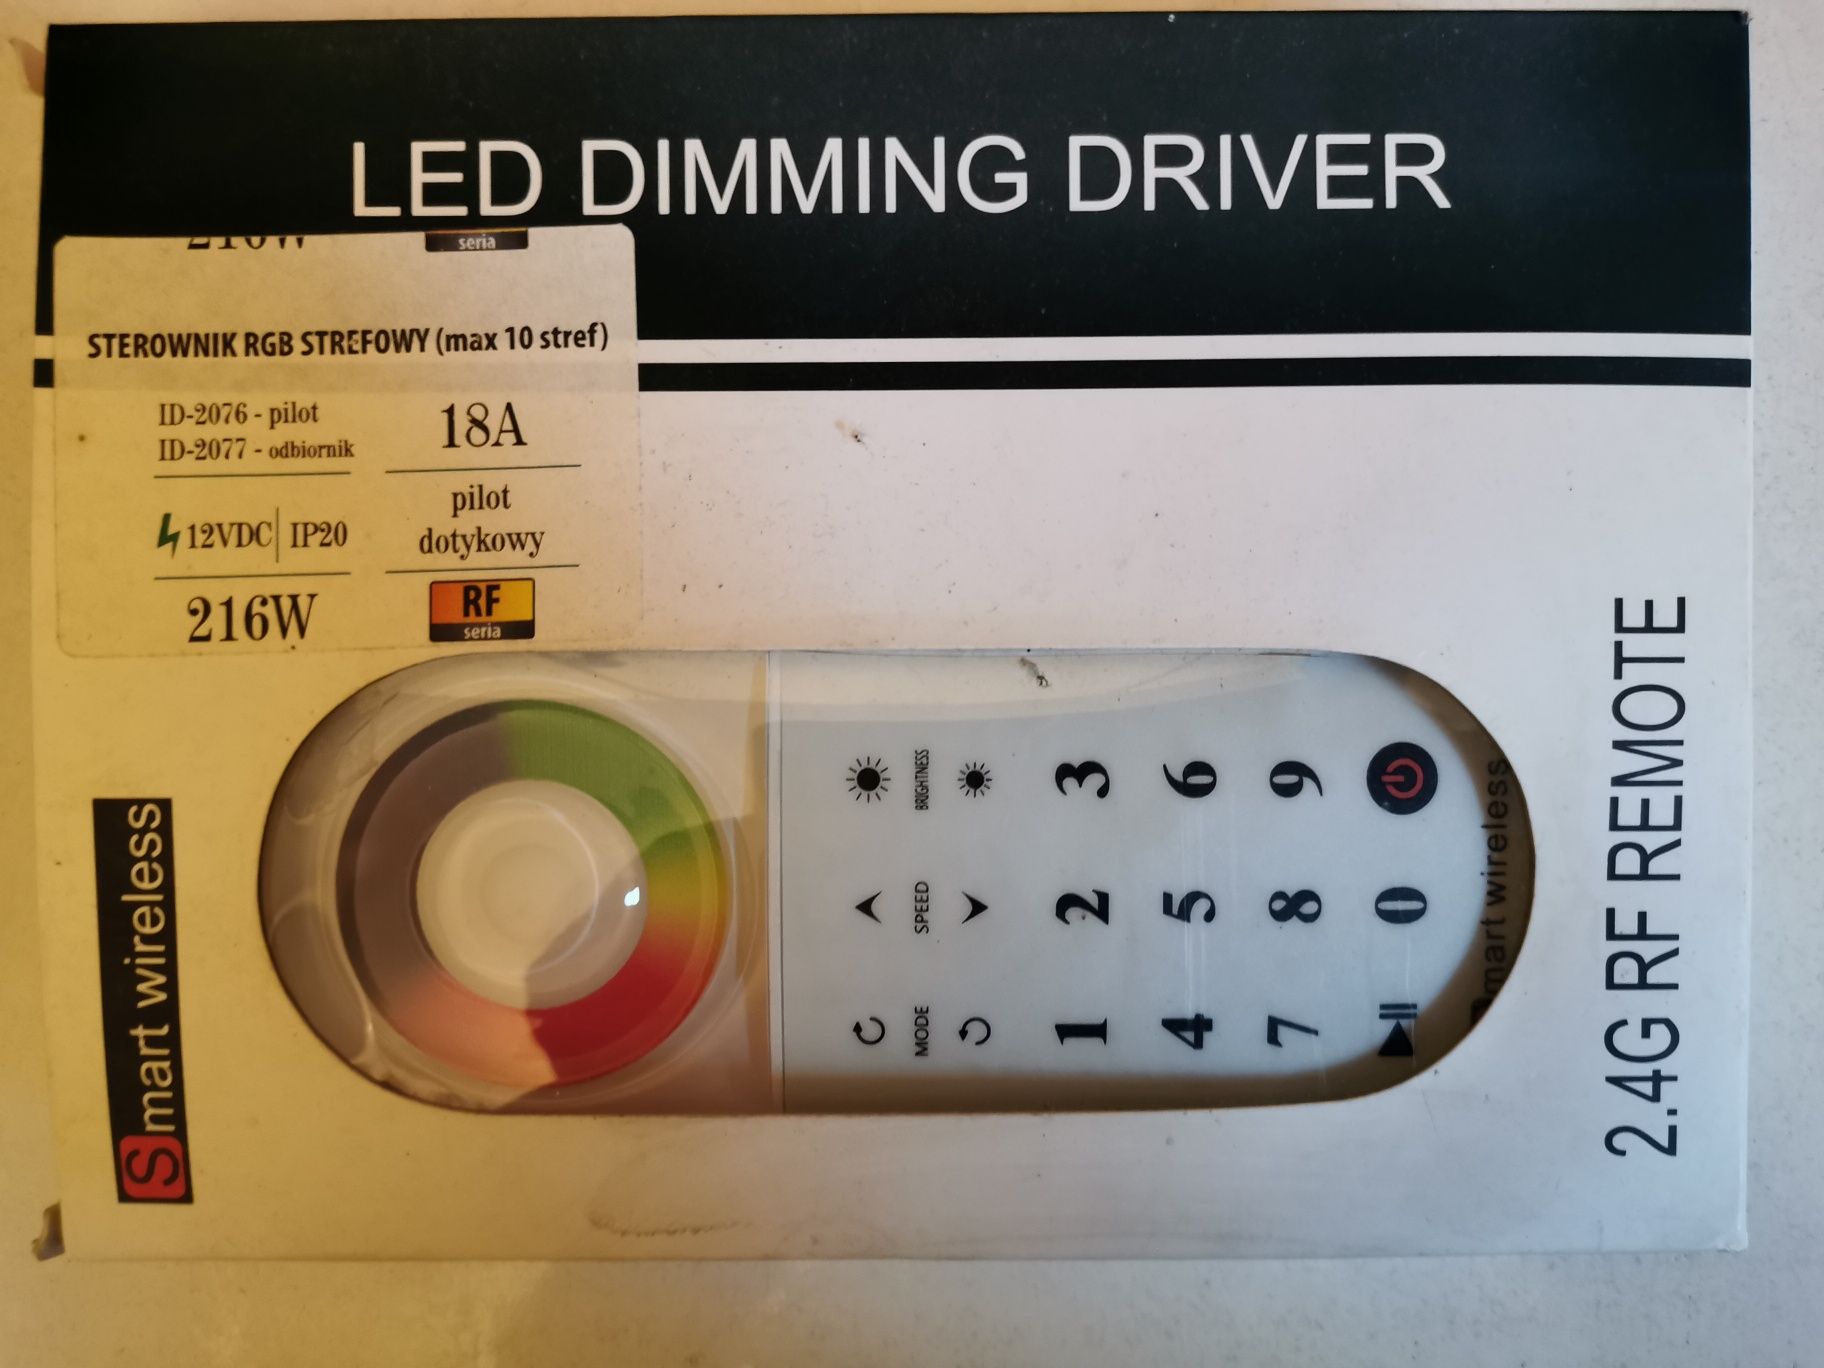 LED DIMMING DRIVER
216W
seria
STEROWNIK RGB STREFOWY (max 10 stref)
ID-2076 - pilot
ID-2077 - odbiornik
18A
12VDC IP20
pilot
dotykowy
216W
RF
seria
Smart wireless
MODE SPEED BRIGHTNESS
1 2 3
4 5 6
7 8 9
0
Smart wireless
2.4G RF REMOTE